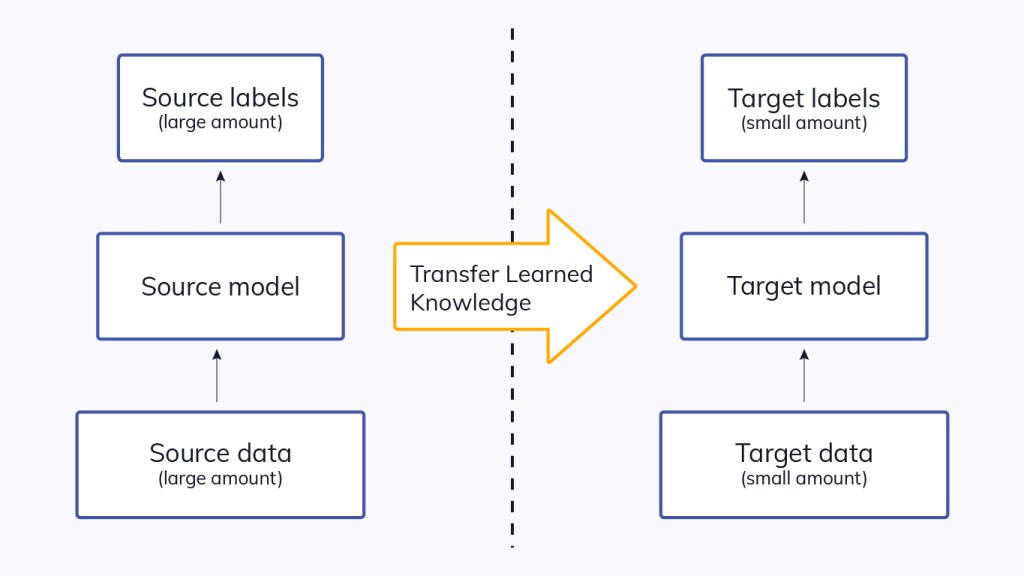 Source labels
(large amount)
Target labels
(small amount)
Source model
Transfer Learned
Knowledge
Target model
Source data
(large amount)
Target data
(small amount)